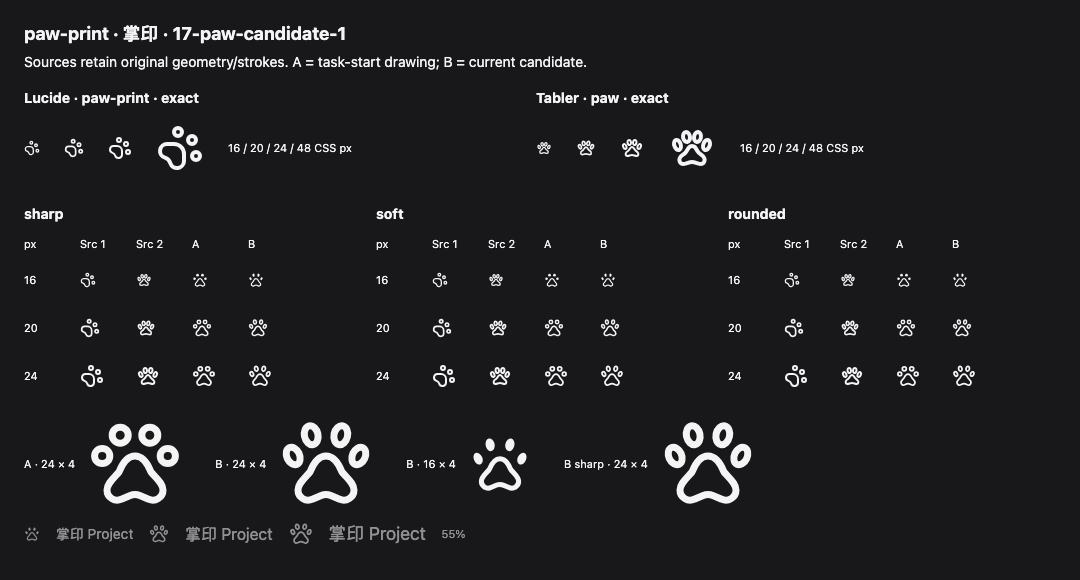 paw-print · 掌印 · 17-paw-candidate-1
Sources retain original geometry/strokes. A = task-start drawing; B = current candidate.
Lucide · paw-print · exact
16 / 20 / 24 / 48 CSS px
Tabler · paw · exact
16 / 20 / 24 / 48 CSS px
sharp
px Src 1 Src 2 A B
16
20
24
soft
px Src 1 Src 2 A B
16
20
24
rounded
px Src 1 Src 2 A B
16
20
24
A · 24 × 4
B · 24 × 4
B · 16 × 4
B sharp · 24 × 4
掌印 Project 掌印 Project 掌印 Project 55%